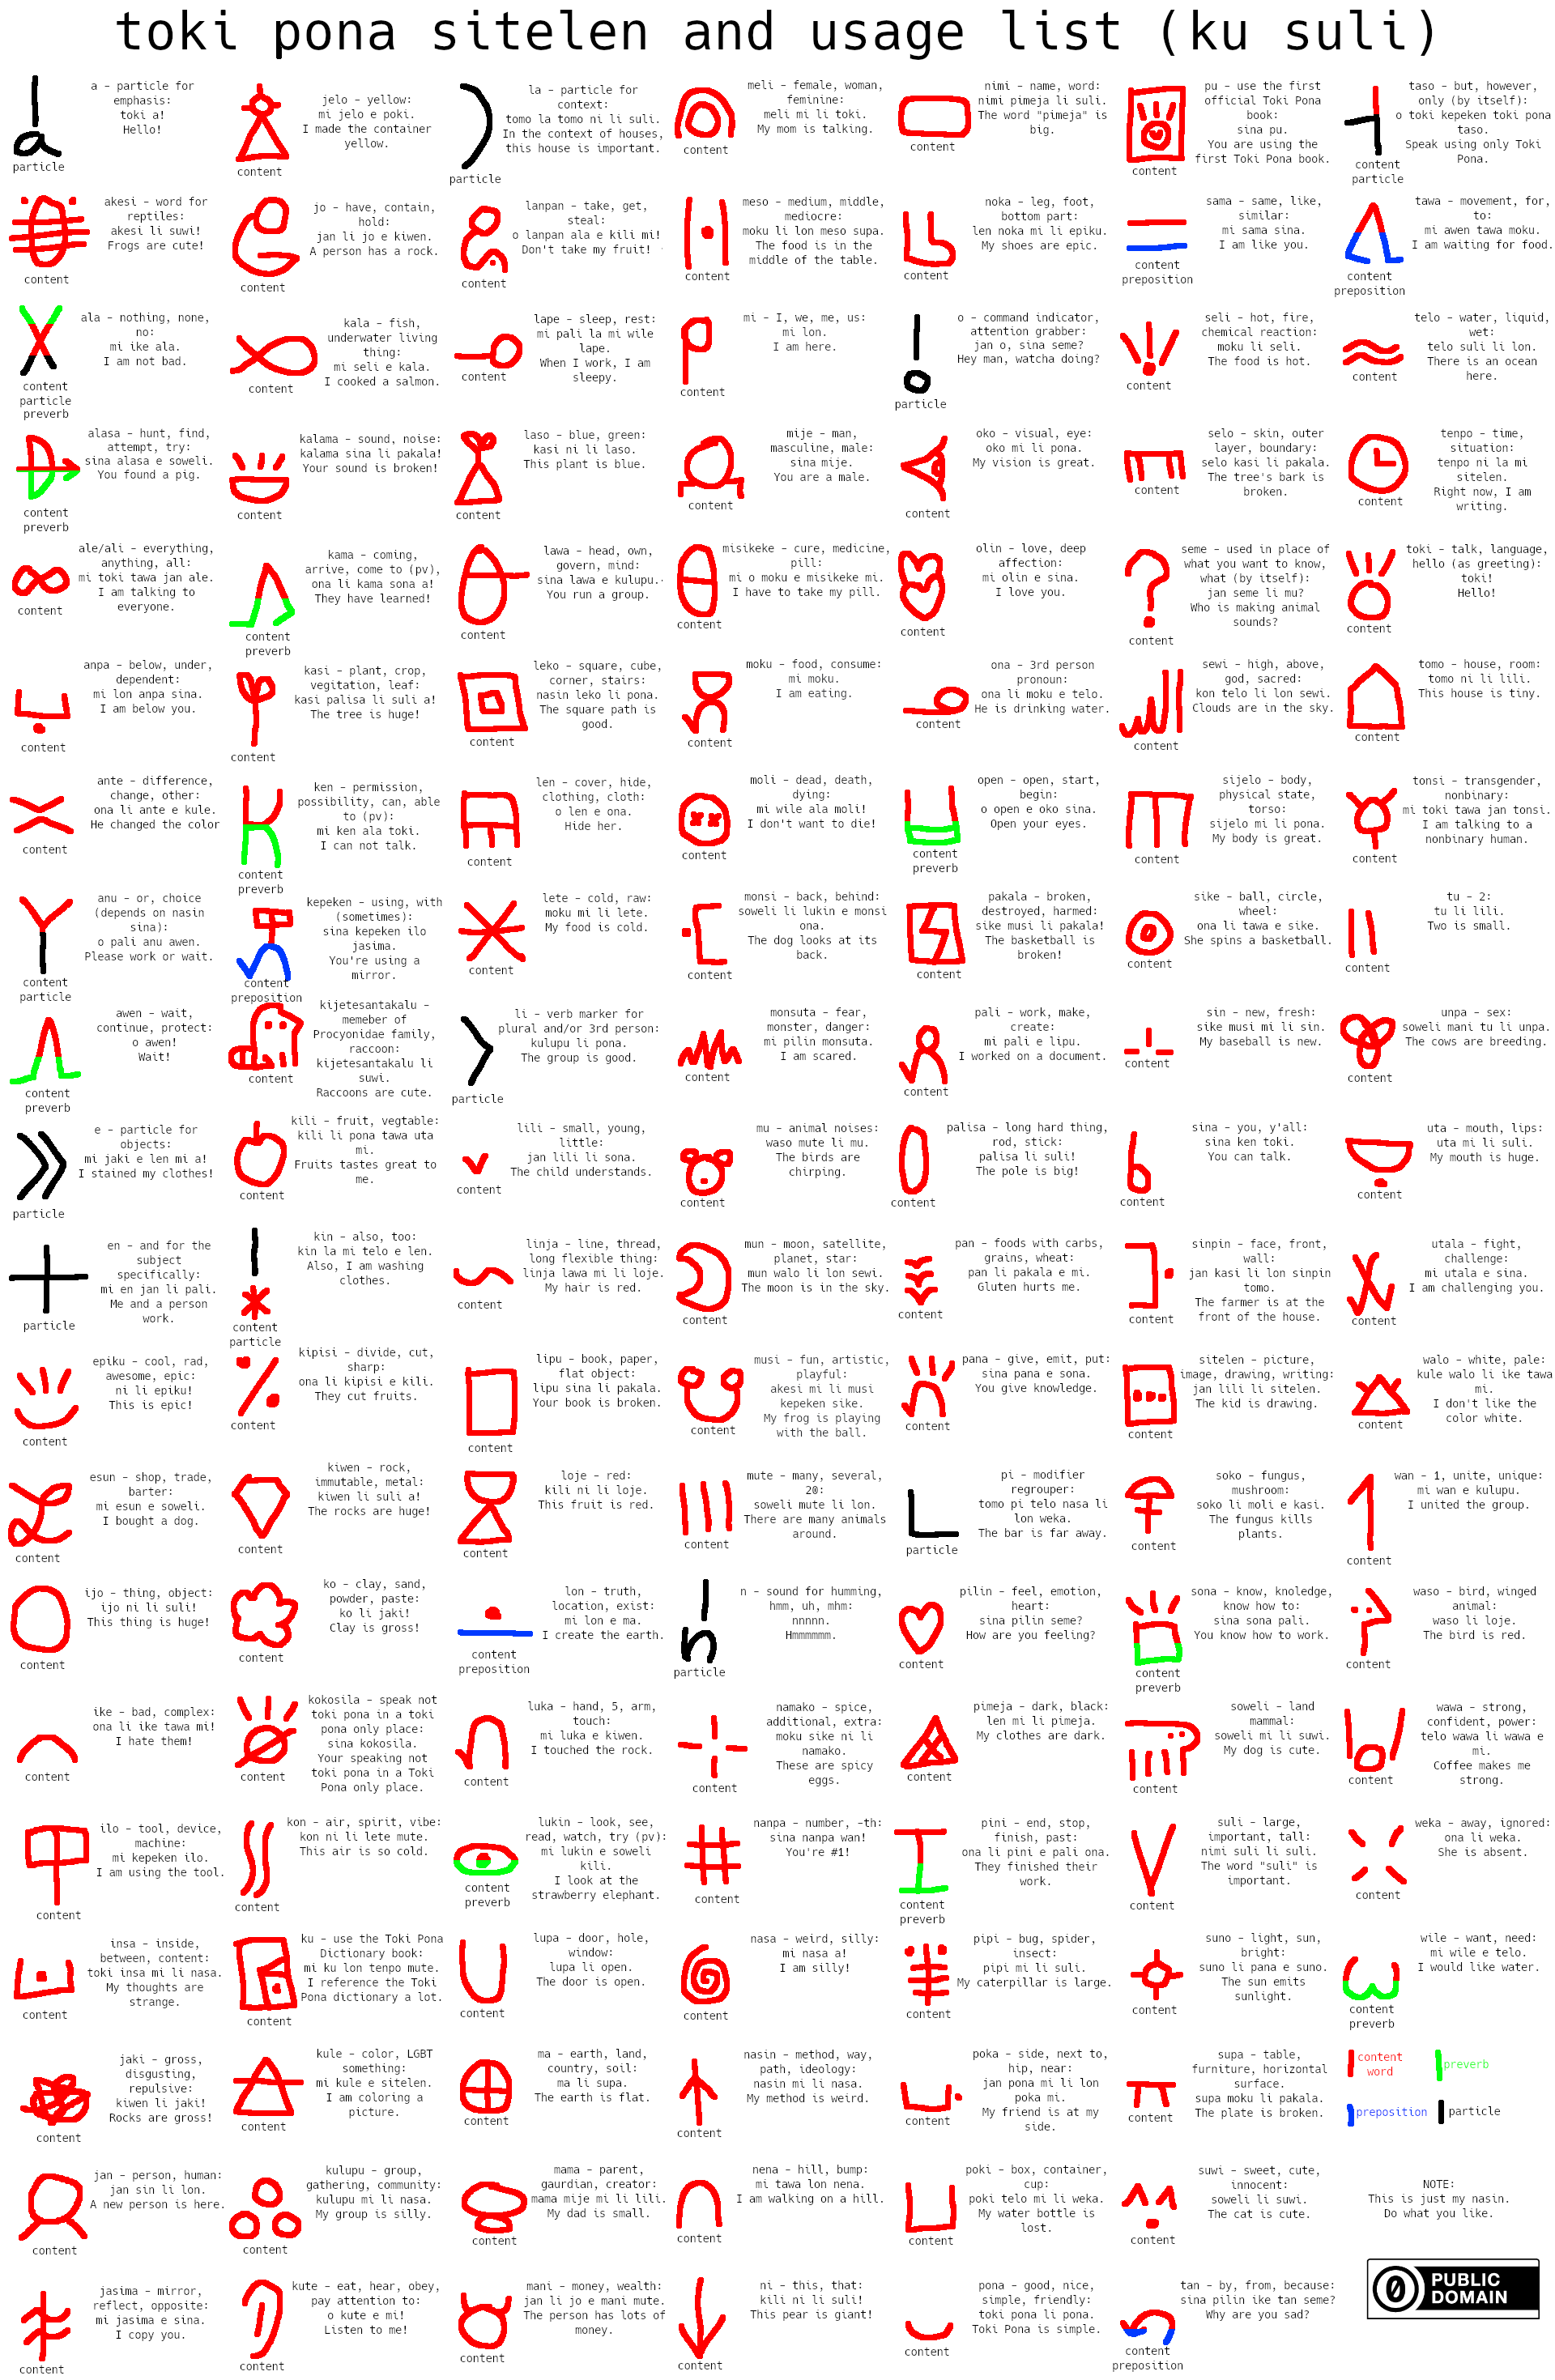 toki pona sitelen and usage list (ku suli)
a - particle for
emphasis:
toki a!
Hello!
particle
akesi - word for
reptiles:
akesi li suwi!
Frogs are cute!
content
ala - nothing, none,
no:
mi ike ala.
I am not bad.
content
particle
preverb
alasa - hunt, find,
attempt, try:
sina alasa e soweli.
You found a pig.
content
preverb
ale/ali - everything,
anything, all:
mi toki tawa jan ale.
I am talking to
everyone.
content
anpa - below, under,
dependent:
mi lon anpa sina.
I am below you.
content
ante - difference,
change, other:
ona li ante e kule.
He changed the color
content
anu - or, choice
(depends on nasin
sina):
o pali anu awen.
Please work or wait.
content
particle
awen - wait,
continue, protect:
o awen!
Wait!
content
preverb
e - particle for
objects:
mi jaki e len mi a!
I stained my clothes!
particle
en - and for the
subject
specifically:
mi en jan li pali.
Me and a person
work.
particle
epiku - cool, rad,
awesome, epic:
ni li epiku!
This is epic!
content
esun - shop, trade,
barter:
mi esun e soweli.
I bought a dog.
content
ijo - thing, object:
ijo ni li suli!
This thing is huge!
content
ike - bad, complex:
ona li ike tawa mi!
I hate them!
content
ilo - tool, device,
machine:
mi kepeken ilo.
I am using the tool.
content
insa - inside,
between, content:
toki insa mi li nasa.
My thoughts are
strange.
content
jaki - gross,
disgusting,
repulsive:
kiwen li jaki!
Rocks are gross!
content
jan - person, human:
jan sin li lon.
A new person is here.
content
jasima - mirror,
reflect, opposite:
mi jasima e sina.
I copy you.
content
jelo - yellow:
mi jelo e poki.
I made the container
yellow.
content
jo - have, contain,
hold:
jan li jo e kiwen.
A person has a rock.
content
kala - fish,
underwater living
thing:
mi seli e kala.
I cooked a salmon.
content
kalama - sound, noise:
kalama sina li pakala!
Your sound is broken!
content
kama - coming,
arrive, come to (pv),
ona li kama sona a!
They have learned!
content
preverb
kasi - plant, crop,
vegitation, leaf:
kasi palisa li suli a!
The tree is huge!
content
ken - permission,
possibility, can, able
to (pv):
mi ken ala toki.
I can not talk.
content
preverb
kepeken - using, with
(sometimes):
sina kepeken ilo
jasima.
You're using a
mirror.
content
preposition
kijetesantakalu -
memeber of
Procyonidae family,
raccoon:
kijetesantakalu li
suwi.
Raccoons are cute.
content
kili - fruit, vegtable:
kili li pona tawa uta
mi.
Fruits tastes great to
me.
content
kin - also, too:
kin la mi telo e len.
Also, I am washing
clothes.
content
particle
kipisi - divide, cut,
sharp:
ona li kipisi e kili.
They cut fruits.
content
kiwen - rock,
immutable, metal:
kiwen li suli a!
The rocks are huge!
content
ko - clay, sand,
powder, paste:
ko li jaki!
Clay is gross!
content
kokosila - speak not
toki pona in a toki
pona only place:
sina kokosila.
Your speaking not
toki pona in a Toki
Pona only place.
content
kon - air, spirit, vibe:
kon ni li lete mute.
This air is so cold.
content
ku - use the Toki Pona
Dictionary book:
mi ku lon tenpo mute.
I reference the Toki
Pona dictionary a lot.
content
kule - color, LGBT
something:
mi kule e sitelen.
I am coloring a
picture.
content
kulupu - group,
gathering, community:
kulupu mi li nasa.
My group is silly.
content
kute - eat, hear, obey,
pay attention to:
o kute e mi!
Listen to me!
content
la - particle for
context:
tomo la tomo ni li suli.
In the context of houses,
this house is important.
particle
lanpan - take, get,
steal:
o lanpan ala e kili mi!
Don't take my fruit!
content
lape - sleep, rest:
mi pali la mi wile
lape.
When I work, I am
sleepy.
content
laso - blue, green:
kasi ni li laso.
This plant is blue.
content
lawa - head, own,
govern, mind:
sina lawa e kulupu.
You run a group.
content
leko - square, cube,
corner, stairs:
nasin leko li pona.
The square path is
good.
content
len - cover, hide,
clothing, cloth:
o len e ona.
Hide her.
content
lete - cold, raw:
moku mi li lete.
My food is cold.
content
li - verb marker for
plural and/or 3rd person:
kulupu li pona.
The group is good.
particle
lili - small, young,
little:
jan lili li sona.
The child understands.
content
linja - line, thread,
long flexible thing:
linja lawa mi li loje.
My hair is red.
content
lipu - book, paper,
flat object:
lipu sina li pakala.
Your book is broken.
content
loje - red:
kili ni li loje.
This fruit is red.
content
lon - truth,
location, exist:
mi lon e ma.
I create the earth.
content
preposition
luka - hand, 5, arm,
touch:
mi luka e kiwen.
I touched the rock.
content
lukin - look, see,
read, watch, try (pv):
mi lukin e soweli
kili.
I look at the
strawberry elephant.
content
preverb
lupa - door, hole,
window:
lupa li open.
The door is open.
content
ma - earth, land,
country, soil:
ma li supa.
The earth is flat.
content
mama - parent,
gaurdian, creator:
mama mije mi li lili.
My dad is small.
content
mani - money, wealth:
jan li jo e mani mute.
The person has lots of
money.
content
meli - female, woman,
feminine:
meli mi li toki.
My mom is talking.
content
meso - medium, middle,
mediocre:
moku li lon meso supa.
The food is in the
middle of the table.
content
mi - I, we, me, us:
mi lon.
I am here.
content
mije - man,
masculine, male:
sina mije.
You are a male.
content
misikeke - cure, medicine,
pill:
mi o moku e misikeke mi.
I have to take my pill.
content
moku - food, consume:
mi moku.
I am eating.
content
moli - dead, death,
dying:
mi wile ala moli!
I don't want to die!
content
monsi - back, behind:
soweli li lukin e monsi
ona.
The dog looks at its
back.
content
monsuta - fear,
monster, danger:
mi pilin monsuta.
I am scared.
content
mu - animal noises:
waso mute li mu.
The birds are
chirping.
content
mun - moon, satellite,
planet, star:
mun walo li lon sewi.
The moon is in the sky.
content
musi - fun, artistic,
playful:
akesi mi li musi
kepeken sike.
My frog is playing
with the ball.
content
mute - many, several,
20:
soweli mute li lon.
There are many animals
around.
content
n - sound for humming,
hmm, uh, mhm:
nnnnn.
Hmmmmmm.
particle
namako - spice,
additional, extra:
moku sike ni li
namako.
These are spicy
eggs.
content
nanpa - number, -th:
sina nanpa wan!
You're #1!
content
nasa - weird, silly:
mi nasa a!
I am silly!
content
nasin - method, way,
path, ideology:
nasin mi li nasa.
My method is weird.
content
nena - hill, bump:
mi tawa lon nena.
I am walking on a hill.
content
ni - this, that:
kili ni li suli!
This pear is giant!
content
nimi - name, word:
nimi pimeja li suli.
The word "pimeja" is
big.
content
noka - leg, foot,
bottom part:
len noka mi li epiku.
My shoes are epic.
content
o - command indicator,
attention grabber:
jan o, sina seme?
Hey man, watcha doing?
particle
oko - visual, eye:
oko mi li pona.
My vision is great.
content
olin - love, deep
affection:
mi olin e sina.
I love you.
content
ona - 3rd person
pronoun:
ona li moku e telo.
He is drinking water.
content
open - open, start,
begin:
o open e oko sina.
Open your eyes.
content
preverb
pakala - broken,
destroyed, harmed:
sike musi mi li pakala!
The basketball is
broken!
content
pali - work, make,
create:
mi pali e lipu.
I worked on a document.
content
palisa - long hard thing,
rod, stick:
palisa li suli!
The pole is big!
content
pan - foods with carbs,
grains, wheat:
pan li pakala e mi.
Gluten hurts me.
content
pana - give, emit, put:
sina pana e sona.
You give knowledge.
content
pi - modifier
regrouper:
tomo pi telo nasa li
lon weka.
The bar is far away.
particle
pilin - feel, emotion,
heart:
sina pilin seme?
How are you feeling?
content
pimeja - dark, black:
len mi li pimeja.
My clothes are dark.
content
pini - end, stop,
finish, past:
ona li pini e pali ona.
They finished their
work.
content
preverb
pipi - bug, spider,
insect:
pipi mi li suli.
My caterpillar is large.
content
poka - side, next to,
hip, near:
jan pona mi li lon
poka mi.
My friend is at my
side.
content
poki - box, container,
cup:
poki telo mi li weka.
My water bottle is
lost.
content
pona - good, nice,
simple, friendly:
toki pona li pona.
Toki Pona is simple.
content
pu - use the first
official Toki Pona
book:
sina pu.
You are using the
first Toki Pona book.
content
sama - same, like,
similar:
mi sama sina.
I am like you.
content
preposition
seli - hot, fire,
chemical reaction:
moku li seli.
The food is hot.
content
selo - skin, outer
layer, boundary:
selo kasi li pakala.
The tree's bark is
broken.
content
seme - used in place of
what you want to know,
what (by itself):
jan seme li mu?
Who is making animal
sounds?
content
sewi - high, above,
god, sacred:
kon telo li lon sewi.
Clouds are in the sky.
content
sijelo - body,
physical state,
torso:
sijelo mi li pona.
My body is great.
content
sike - ball, circle,
wheel:
ona li tawa e sike.
She spins a basketball.
content
sin - new, fresh:
sike musi mi li sin.
My baseball is new.
content
sina - you, y'all:
sina ken toki.
You can talk.
content
sinpin - face, front,
wall:
jan kasi li lon sinpin
tomo.
The farmer is at the
front of the house.
content
sitelen - picture,
image, drawing, writing:
jan lili li sitelen.
The kid is drawing.
content
soko - fungus,
mushroom:
soko li moli e kasi.
The fungus kills
plants.
content
sona - know, knoledge,
know how to:
sina sona pali.
You know how to work.
content
preverb
soweli - land
mammal:
soweli mi li suwi.
My dog is cute.
content
suli - large,
important, tall:
nimi suli li suli.
The word "suli" is
important.
content
suno - light, sun,
bright:
suno li pana e suno.
The sun emits
sunlight.
content
supa - table,
furniture, horizontal
surface.
supa moku li pakala.
The plate is broken.
content
suwi - sweet, cute,
innocent:
soweli li suwi.
The cat is cute.
content
tan - by, from, because:
sina pilin ike tan seme?
Why are you sad?
content
preposition
taso - but, however,
only (by itself):
o toki kepeken toki pona
taso.
Speak using only Toki
Pona.
content
particle
tawa - movement, for,
to:
mi awen tawa moku.
I am waiting for food.
content
preposition
telo - water, liquid,
wet:
telo suli li lon.
There is an ocean
here.
content
tenpo - time,
situation:
tenpo ni la mi
sitelen.
Right now, I am
writing.
content
toki - talk, language,
hello (as greeting):
toki!
Hello!
content
tomo - house, room:
tomo ni li lili.
This house is tiny.
content
tonsi - transgender,
nonbinary:
mi toki tawa jan tonsi.
I am talking to a
nonbinary human.
content
tu - 2:
tu li lili.
Two is small.
content
unpa - sex:
soweli mani tu li unpa.
The cows are breeding.
content
uta - mouth, lips:
uta mi li suli.
My mouth is huge.
content
utala - fight,
challenge:
mi utala e sina.
I am challenging you.
content
walo - white, pale:
kule walo li ike tawa
mi.
I don't like the
color white.
content
wan - 1, unite, unique:
mi wan e kulupu.
I united the group.
content
waso - bird, winged
animal:
waso li loje.
The bird is red.
content
wawa - strong,
confident, power:
telo wawa li wawa e
mi.
Coffee makes me
strong.
content
weka - away, ignored:
ona li weka.
She is absent.
content
wile - want, need:
mi wile e telo.
I would like water.
content
preverb
content
word
preverb
preposition
particle
NOTE:
This is just my nasin.
Do what you like.
PUBLIC
DOMAIN